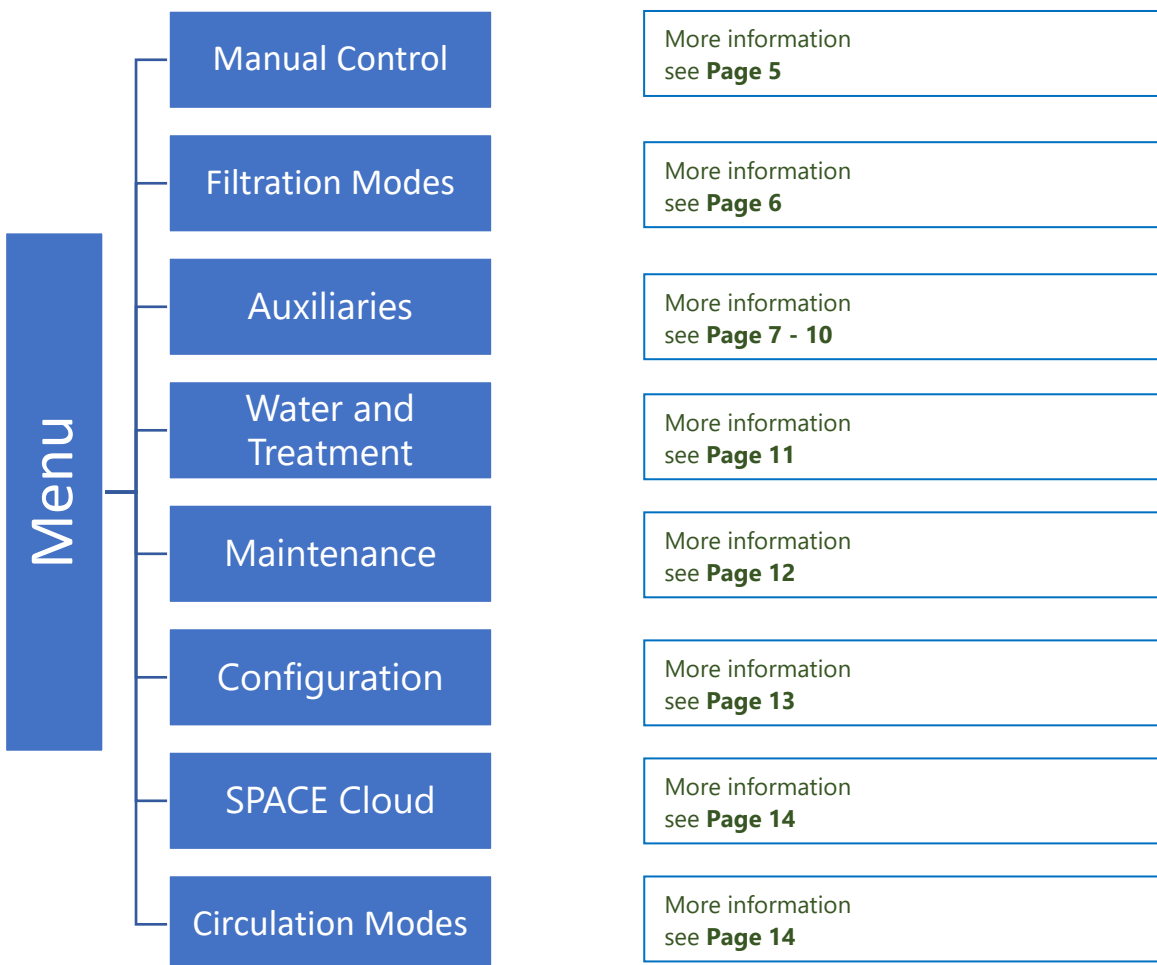 Menu
Manual Control
More information
see Page 5
Filtration Modes
More information
see Page 6
Auxiliaries
More information
see Page 7 - 10
Water and
Treatment
More information
see Page 11
Maintenance
More information
see Page 12
Configuration
More information
see Page 13
SPACE Cloud
More information
see Page 14
Circulation Modes
More information
see Page 14